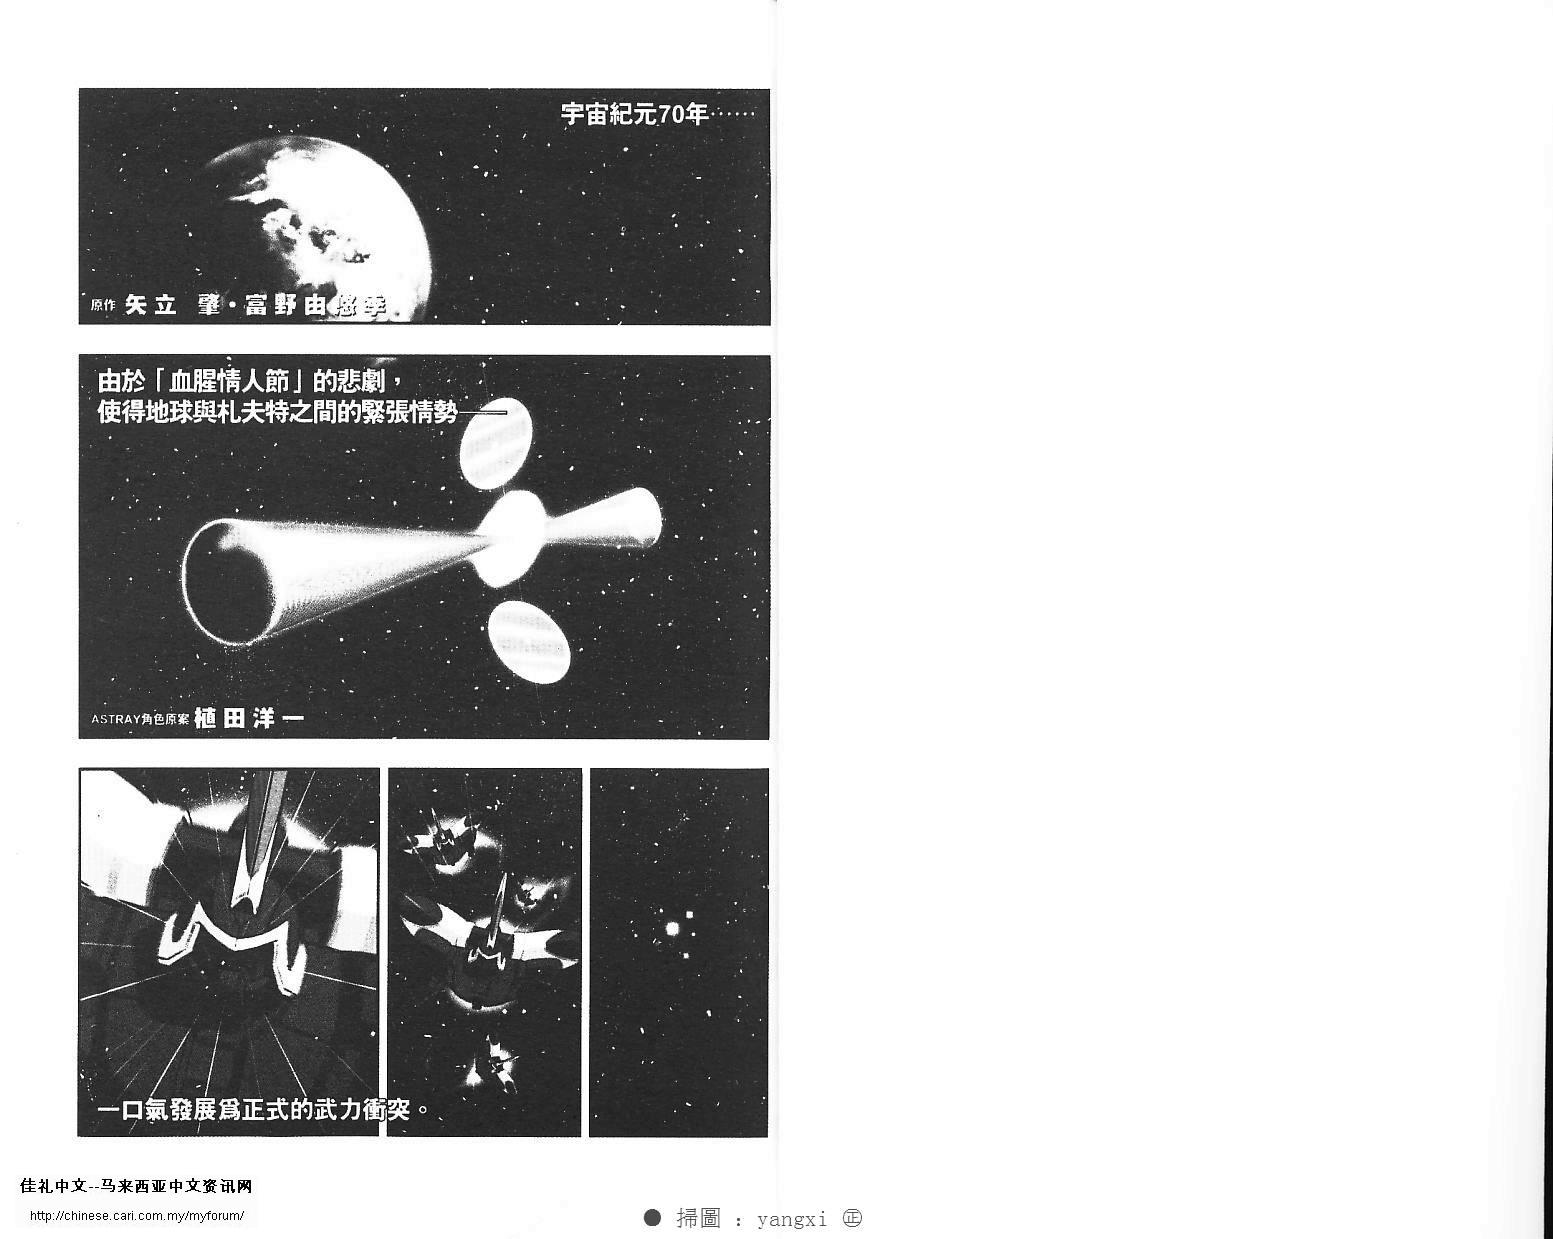 宇宙紀元70年⋯⋯
原作 矢立 肇・富野由悠季
由於「血腥情人節」的悲劇，
使得地球與札夫特之間的緊張情勢──
ASTRAY角色原案 植田洋一
一口氣發展爲正式的武力衝突。
佳礼中文--马来西亚中文资讯网
http://chinese.cari.com.my/myforum/
● 掃圖 : yangxi ㊣